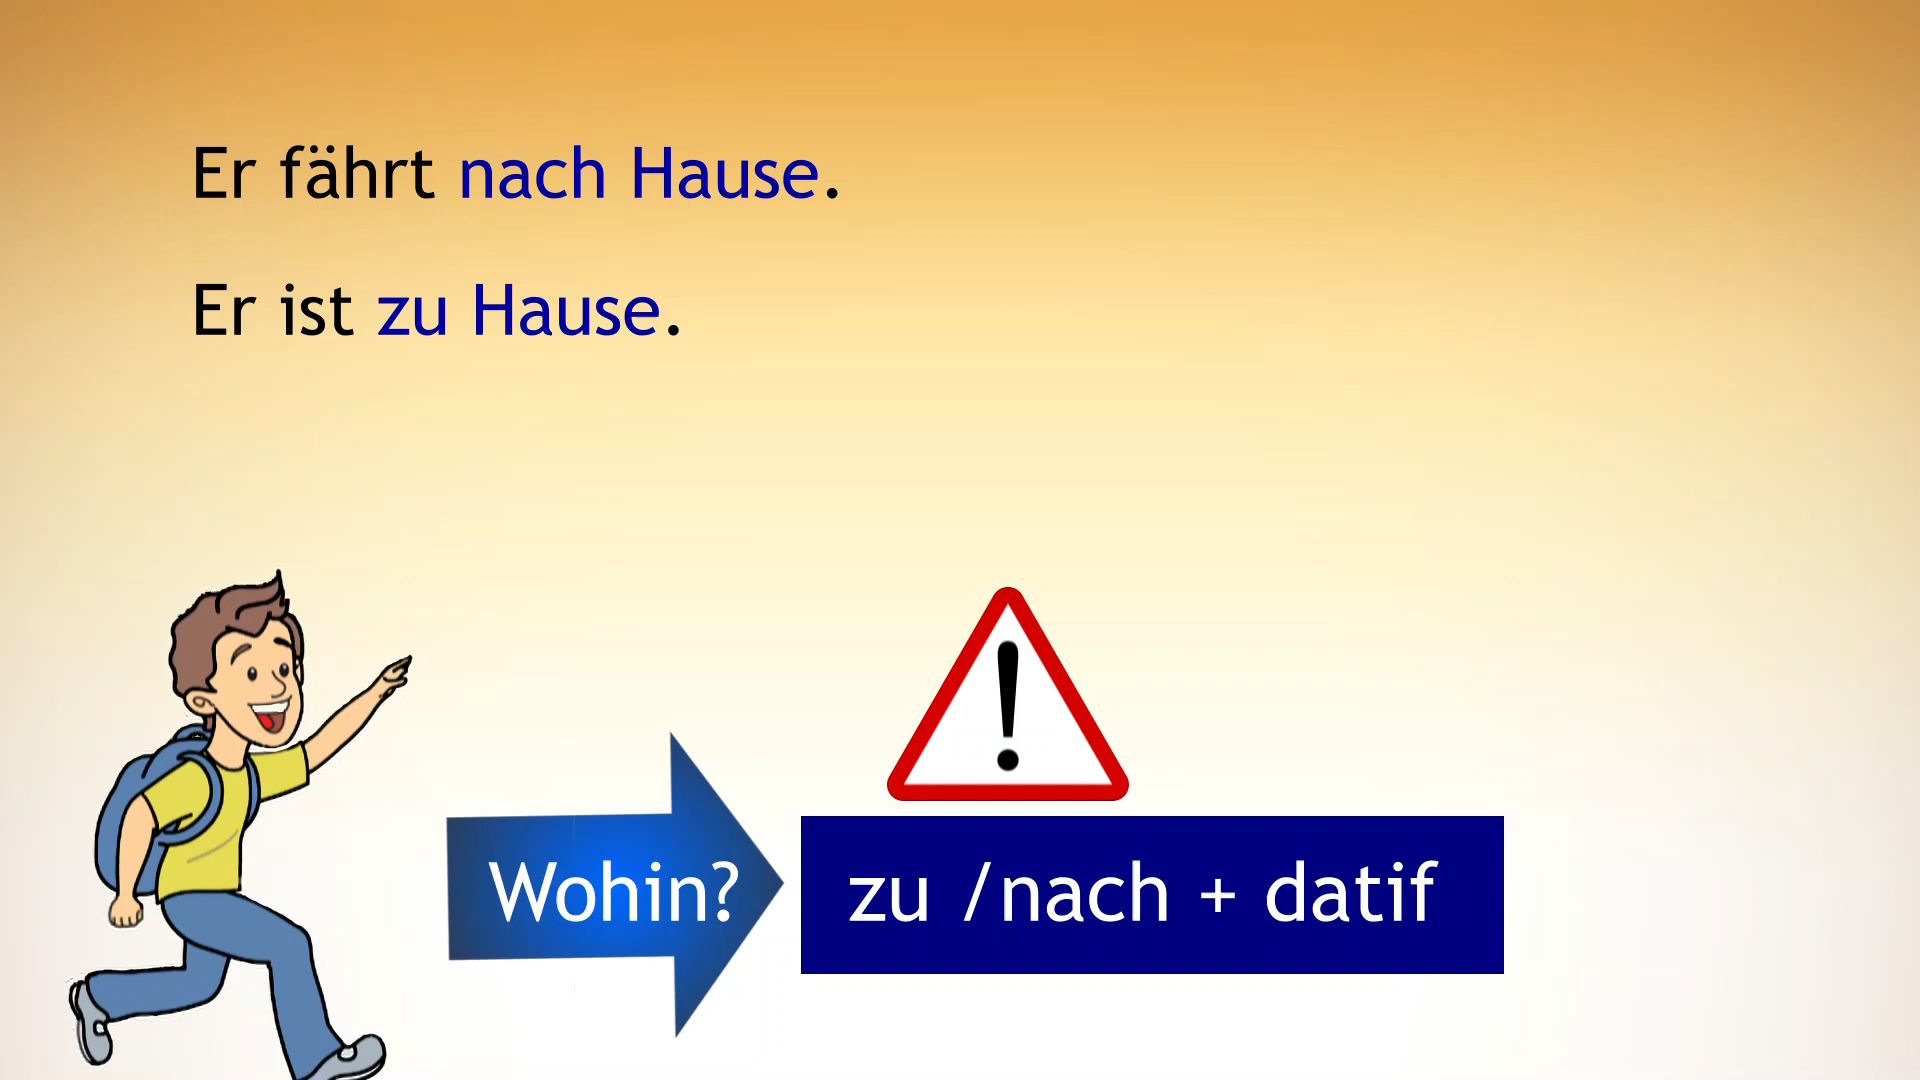 Er fährt nach Hause.
Er ist zu Hause.
Wohin?
zu /nach + datif